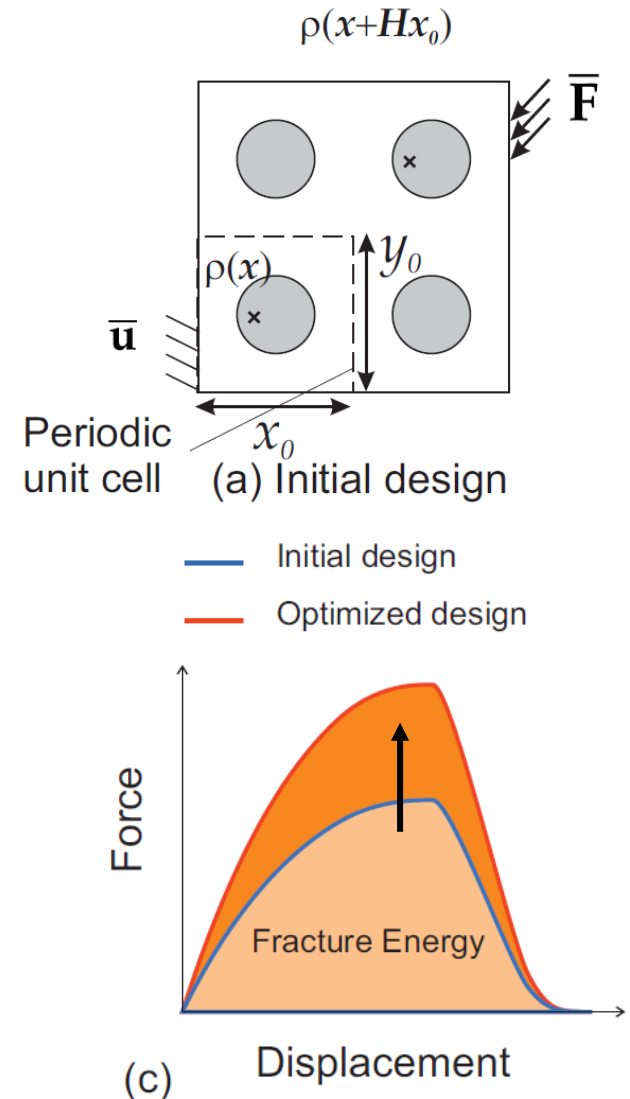 ρ(x+Hx₀)
F̅
ρ(x)
y₀
u̅
Periodic
unit cell
x₀
(a) Initial design
Initial design
Optimized design
Force
Fracture Energy
Displacement
(c)